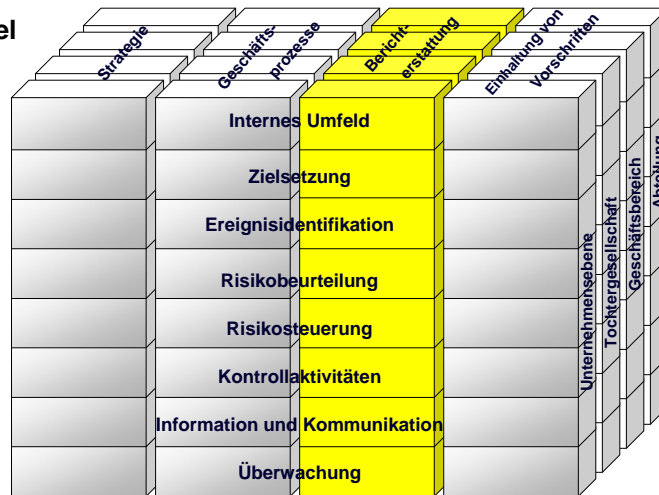 el
Strategie
Geschäfts-
prozesse
Bericht-
erstattung
Einhaltung von
Vorschriften
Internes Umfeld
Zielsetzung
Ereignisidentifikation
Risikobeurteilung
Risikosteuerung
Kontrollaktivitäten
Information und Kommunikation
Überwachung
Unternehmensebene
Tochtergesellschaft
Geschäftsbereich
Abteilung